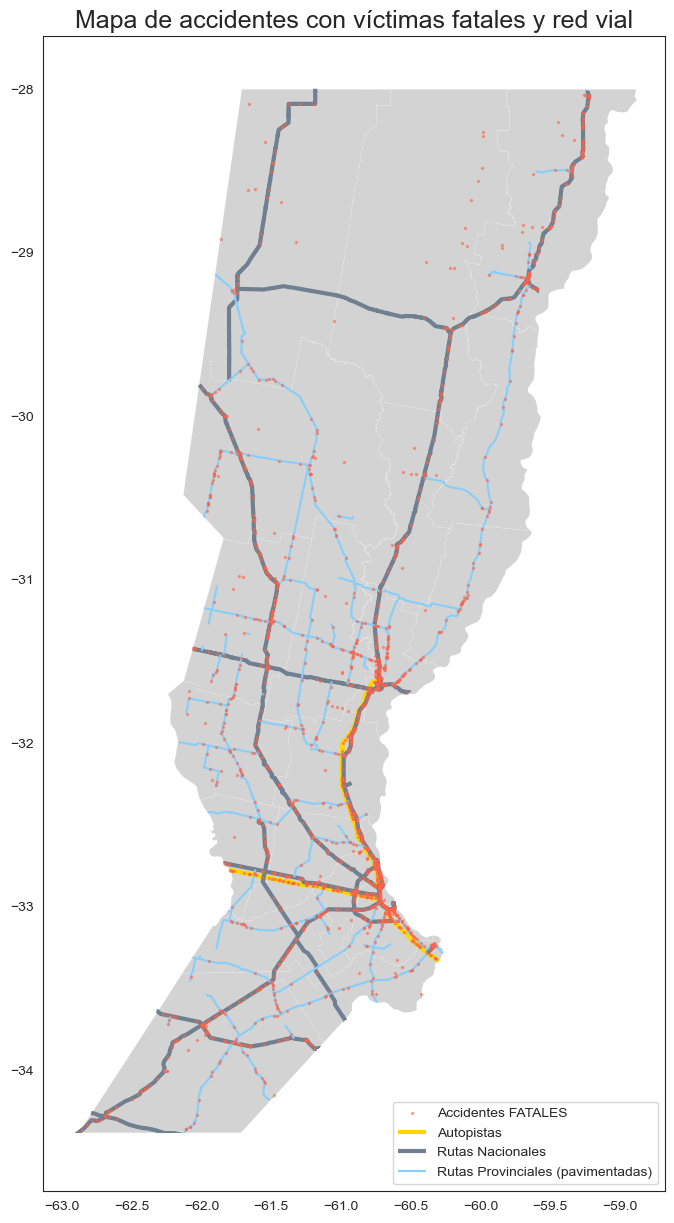 Mapa de accidentes con víctimas fatales y red vial
−28
−29
−30
−31
−32
−33
−34
Accidentes FATALES
Autopistas
Rutas Nacionales
Rutas Provinciales (pavimentadas)
−63.0 −62.5 −62.0 −61.5 −61.0 −60.5 −60.0 −59.5 −59.0